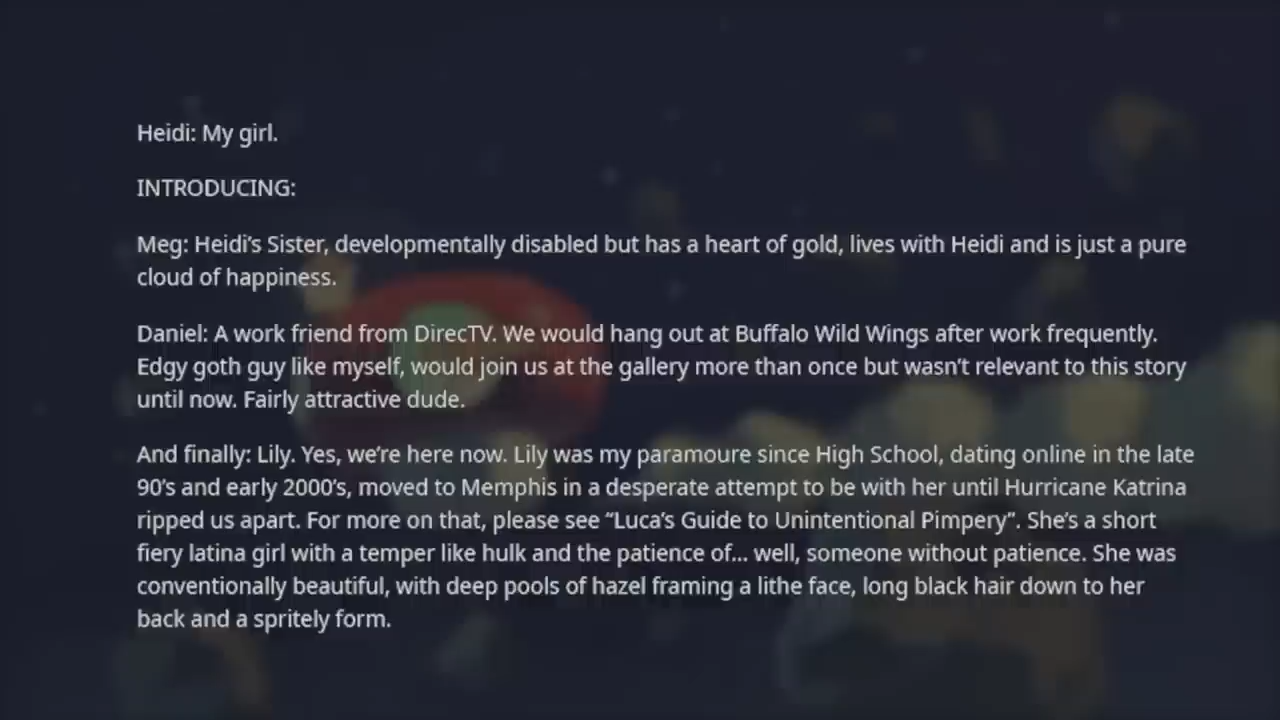 Heidi: My girl.
INTRODUCING:
Meg: Heidi's Sister, developmentally disabled but has a heart of gold, lives with Heidi and is just a pure
cloud of happiness.
Daniel: A work friend from DirecTV. We would hang out at Buffalo Wild Wings after work frequently.
Edgy goth guy like myself, would join us at the gallery more than once but wasn't relevant to this story
until now. Fairly attractive dude.
And finally: Lily. Yes, we're here now. Lily was my paramoure since High School, dating online in the late
90's and early 2000's, moved to Memphis in a desperate attempt to be with her until Hurricane Katrina
ripped us apart. For more on that, please see “Luca's Guide to Unintentional Pimpery”. She's a short
fiery latina girl with a temper like hulk and the patience of... well, someone without patience. She was
conventionally beautiful, with deep pools of hazel framing a lithe face, long black hair down to her
back and a spritely form.